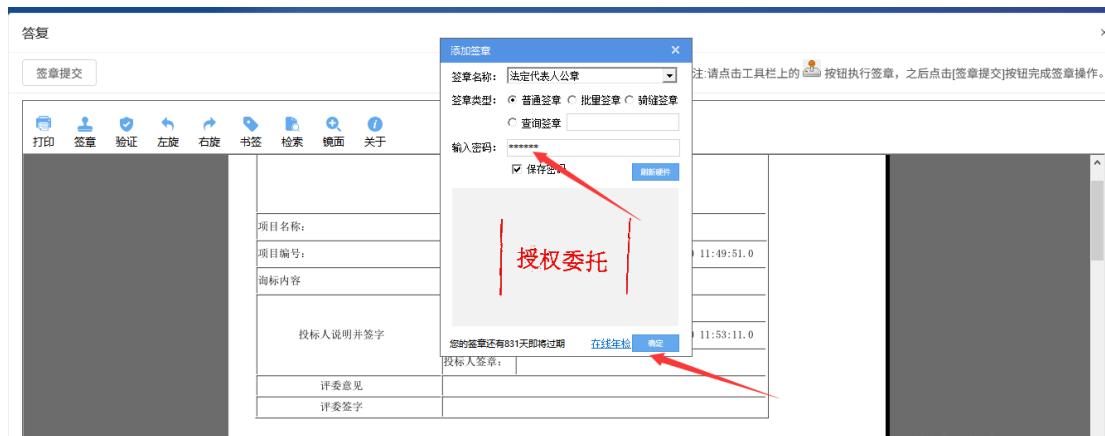 答复
签章提交
注:请点击工具栏上的 按钮执行签章，之后点击[签章提交]按钮完成签章操作。
打印 签章 验证 左旋 右旋 书签 检索 镜面 关于
添加签章
签章名称: 法定代表人公章
签章类型: 普通签章 批里签章 骑缝签章
查询签章
输入密码: ******
保存密码
刷新硬件
授权委托
您的签章还有831天即将过期 在线年检 确定
项目名称:
项目编号: 11:49:51.0
询标内容
投标人说明并签字 11:53:11.0
投标人签章:
评委意见
评委签字